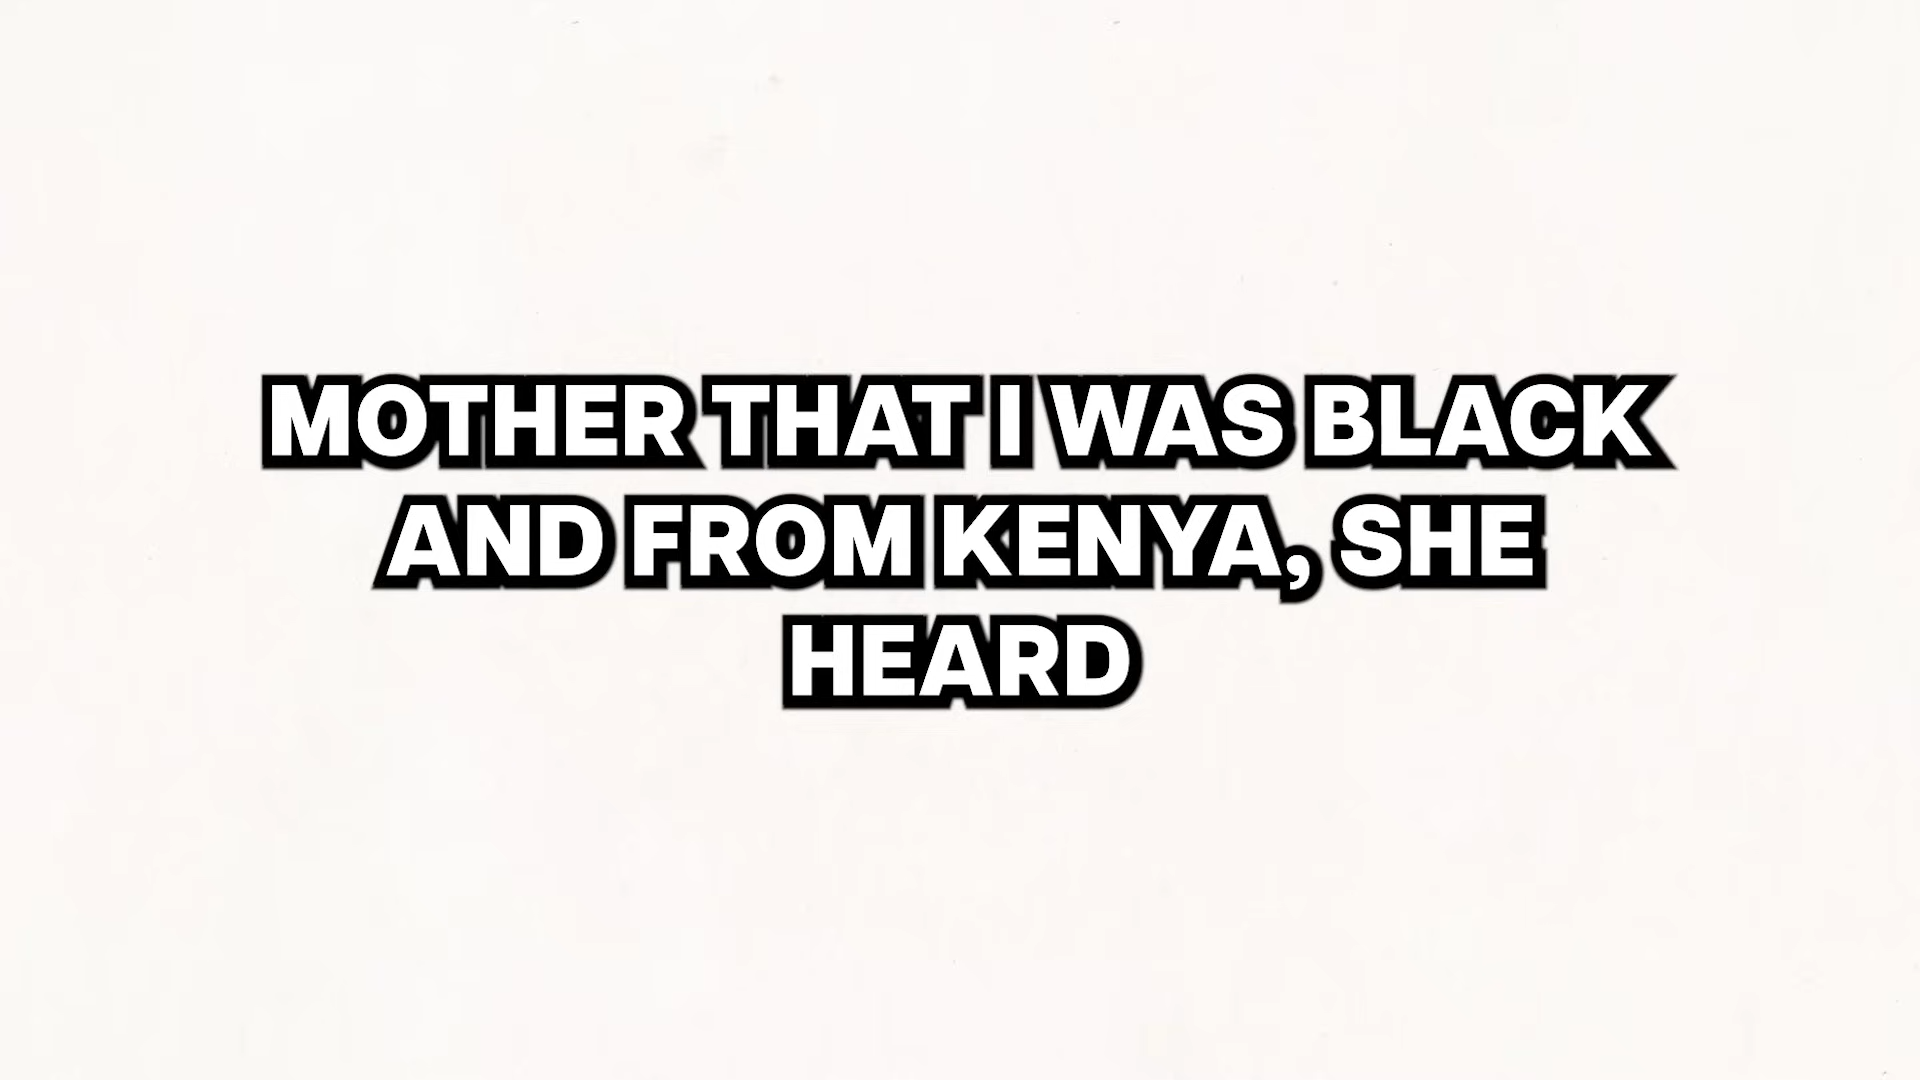 MOTHER THAT I WAS BLACK
AND FROM KENYA, SHE
HEARD